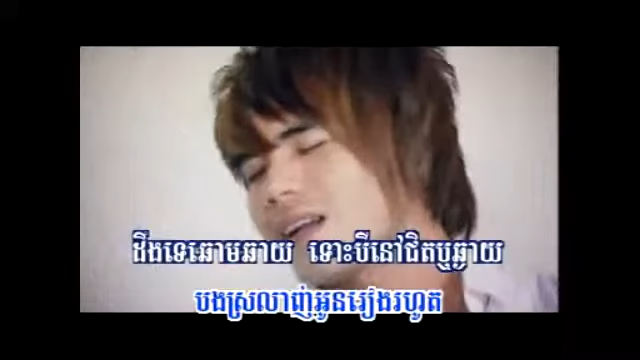 ដឹងទេឆោមឆាយ ទោះបីនៅជិតឬឆ្ងាយ
បងស្រលាញ់អូនរៀងរហូត